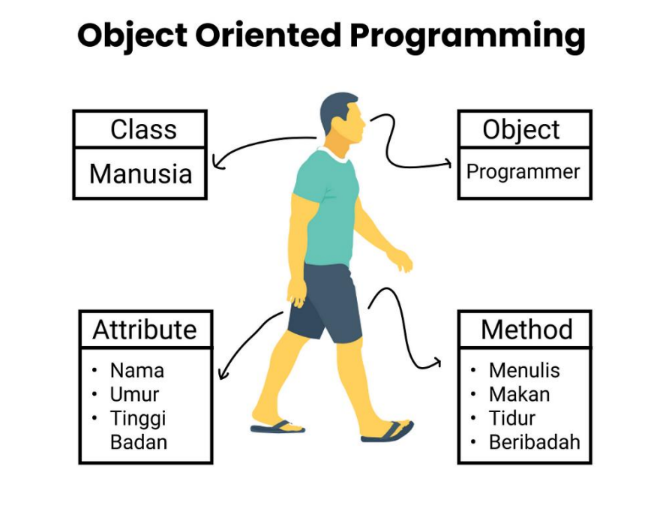 Object Oriented Programming
Class
Manusia
Object
Programmer
Attribute
• Nama
• Umur
• Tinggi
Badan
Method
• Menulis
• Makan
• Tidur
• Beribadah